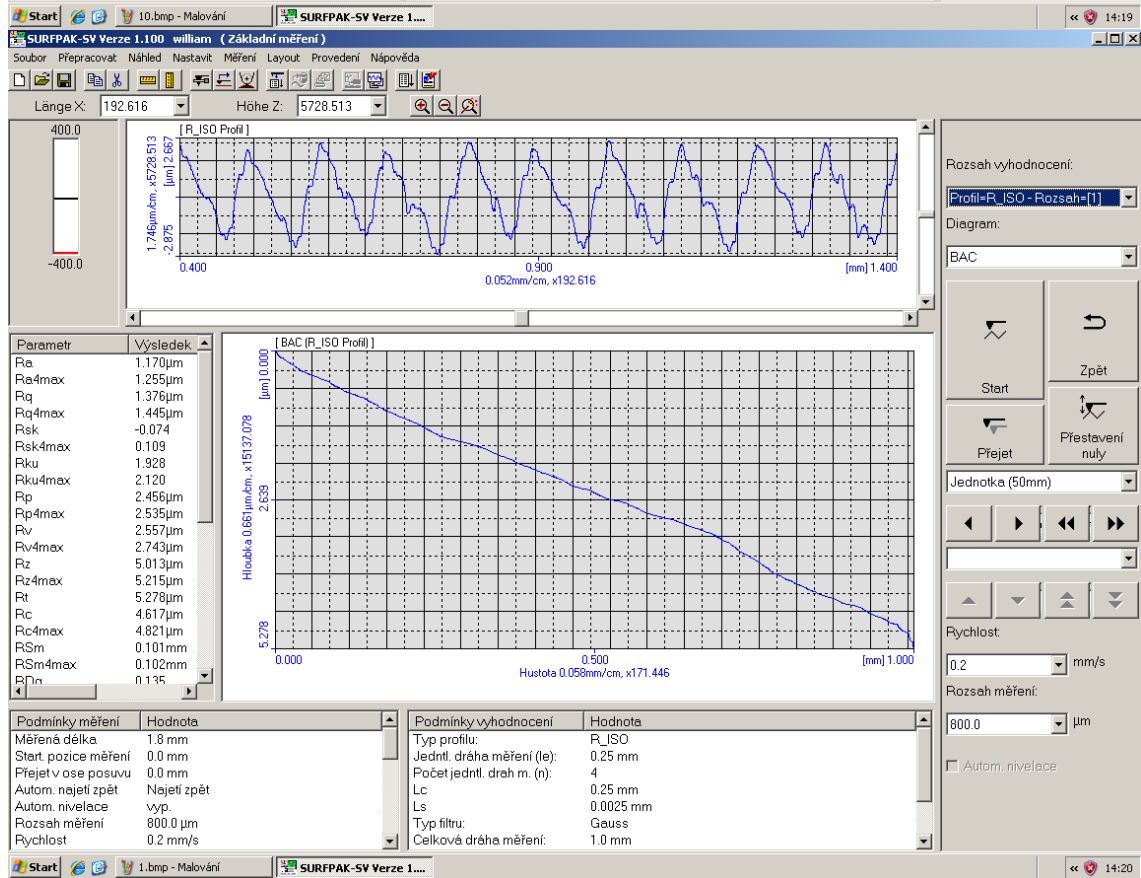 Start 10.bmp - Malování SURFPAK-SV Verze 1.... « 14:19
SURFPAK-SV Verze 1.100 william ( Základní měření )
Soubor Přepracovat Náhled Nastavit Měření Layout Provedení Nápověda
Länge X: 192.616 Höhe Z: 5728.513
400.0
-400.0
[ R_ISO Profil ]
1.746µm/cm, x5728.513
-2.875 [µm] 2.667
0.400 0.900 [mm] 1.400
0.052mm/cm, x192.616
Rozsah vyhodnocení:
Profil=R_ISO - Rozsah=[1]
Diagram:
BAC
Start
Zpět
Přejet
Přestavení
nuly
Jednotka (50mm)
Rychlost:
0.2 mm/s
Rozsah měření:
800.0 µm
Autom. nivelace
Parametr Výsledek
Ra 1.170µm
Ra4max 1.255µm
Rq 1.376µm
Rq4max 1.445µm
Rsk -0.074
Rsk4max 0.109
Rku 1.928
Rku4max 2.120
Rp 2.456µm
Rp4max 2.535µm
Rv 2.557µm
Rv4max 2.743µm
Rz 5.013µm
Rz4max 5.215µm
Rt 5.278µm
Rc 4.617µm
Rc4max 4.821µm
RSm 0.101mm
RSm4max 0.102mm
RDq 0.135
[ BAC (R_ISO Profil) ]
Hloubka 0.661µm/cm, x15137.078
5.278 2.639 [µm] 0.000
0.000 0.500 [mm] 1.000
Hustota 0.058mm/cm, x171.446
Podmínky měření Hodnota
Měřená délka 1.8 mm
Start. pozice měření 0.0 mm
Přejet v ose posuvu 0.0 mm
Autom. najetí zpět Najetí zpět
Autom. nivelace vyp.
Rozsah měření 800.0 µm
Rychlost 0.2 mm/s
Podmínky vyhodnocení Hodnota
Typ profilu: R_ISO
Jedntl. dráha měření (le): 0.25 mm
Počet jedntl. drah m. (n): 4
Lc 0.25 mm
Ls 0.0025 mm
Typ filtru: Gauss
Celková dráha měření: 1.0 mm
Start 1.bmp - Malování SURFPAK-SV Verze 1.... « 14:20